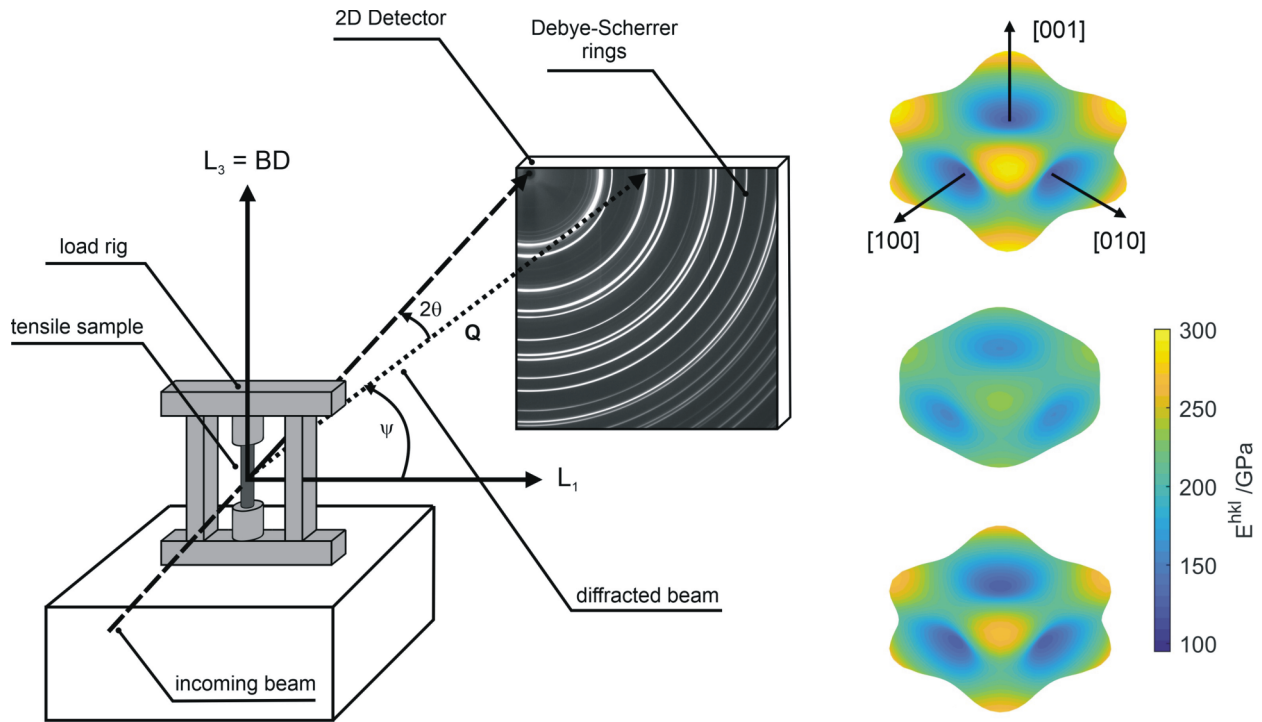 2D Detector
Debye-Scherrer
rings
L₃ = BD
load rig
tensile sample
2θ
Q
ψ
L₁
diffracted beam
incoming beam
[001]
[100]
[010]
300
250
200
150
100
Eʰᵏˡ /GPa